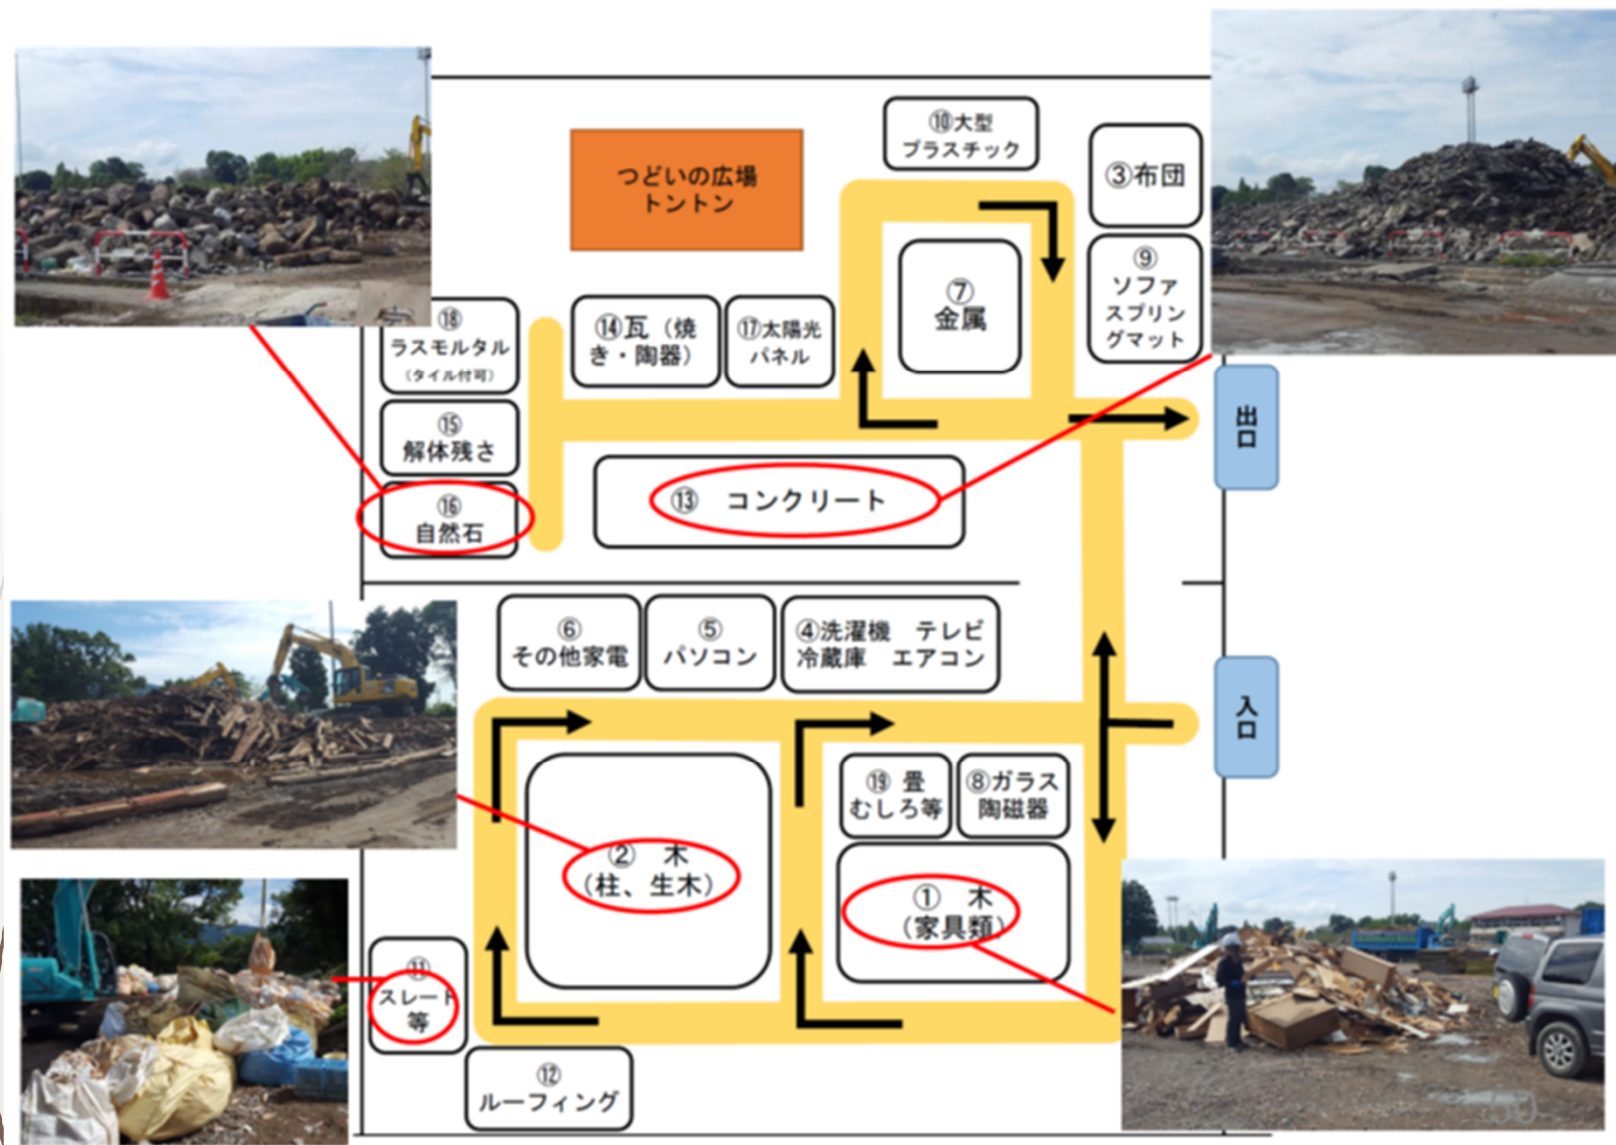 ⑩大型
プラスチック
③布団
つどいの広場
トントン
⑨
ソファ
スプリン
グマット
⑦
金属
⑱
ラスモルタル
(タイル付可)
⑭瓦(焼
き・陶器)
⑰太陽光
パネル
⑮
解体残さ
出口
⑯
自然石
⑬ コンクリート
⑥
その他家電
⑤
パソコン
④洗濯機 テレビ
冷蔵庫 エアコン
入口
⑲ 畳
むしろ等
⑧ガラス
陶磁器
② 木
(柱、生木)
① 木
(家具類)
⑪
スレート
等
⑫
ルーフィング
50